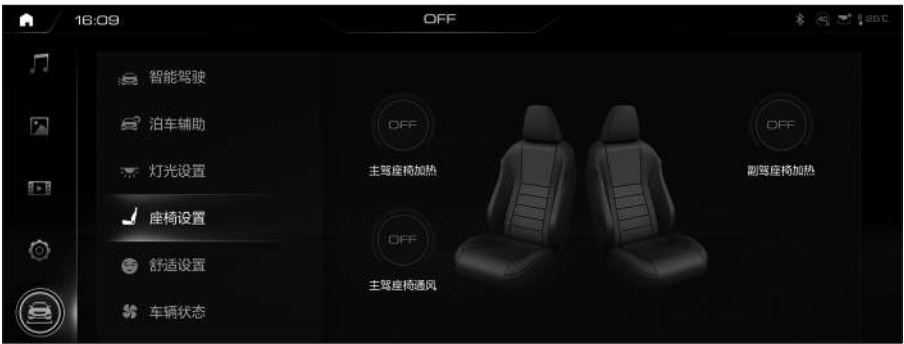 16:09
OFF
4G
25℃
智能驾驶
泊车辅助
灯光设置
座椅设置
舒适设置
车辆状态
OFF
主驾座椅加热
OFF
主驾座椅通风
OFF
副驾座椅加热